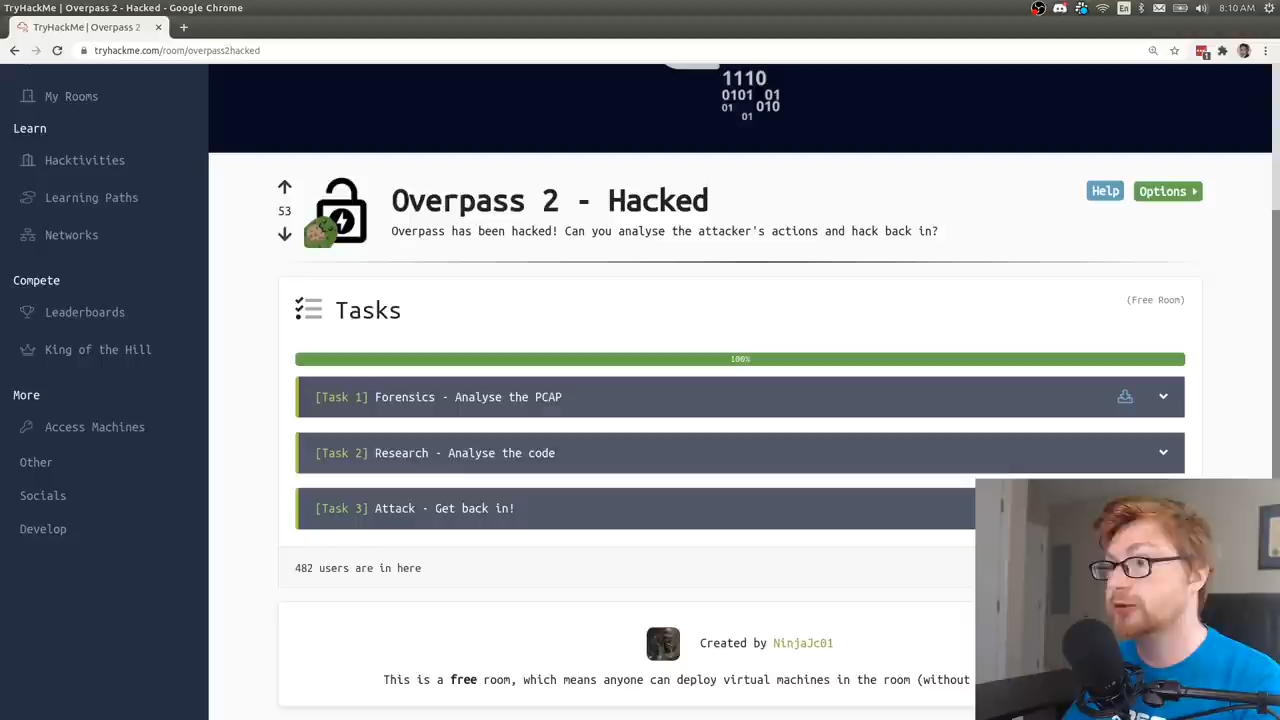 TryHackMe | Overpass 2 - Hacked - Google Chrome
En
8:10 AM
TryHackMe | Overpass 2
tryhackme.com/room/overpass2hacked
1
My Rooms
Learn
Hacktivities
Learning Paths
Networks
Compete
Leaderboards
King of the Hill
More
Access Machines
Other
Socials
Develop
1110
0101 01
01 010
01
53
Overpass 2 - Hacked
Overpass has been hacked! Can you analyse the attacker's actions and hack back in?
Help
Options
Tasks
(Free Room)
100%
[Task 1] Forensics - Analyse the PCAP
[Task 2] Research - Analyse the code
[Task 3] Attack - Get back in!
482 users are in here
Created by NinjaJc01
This is a free room, which means anyone can deploy virtual machines in the room (without